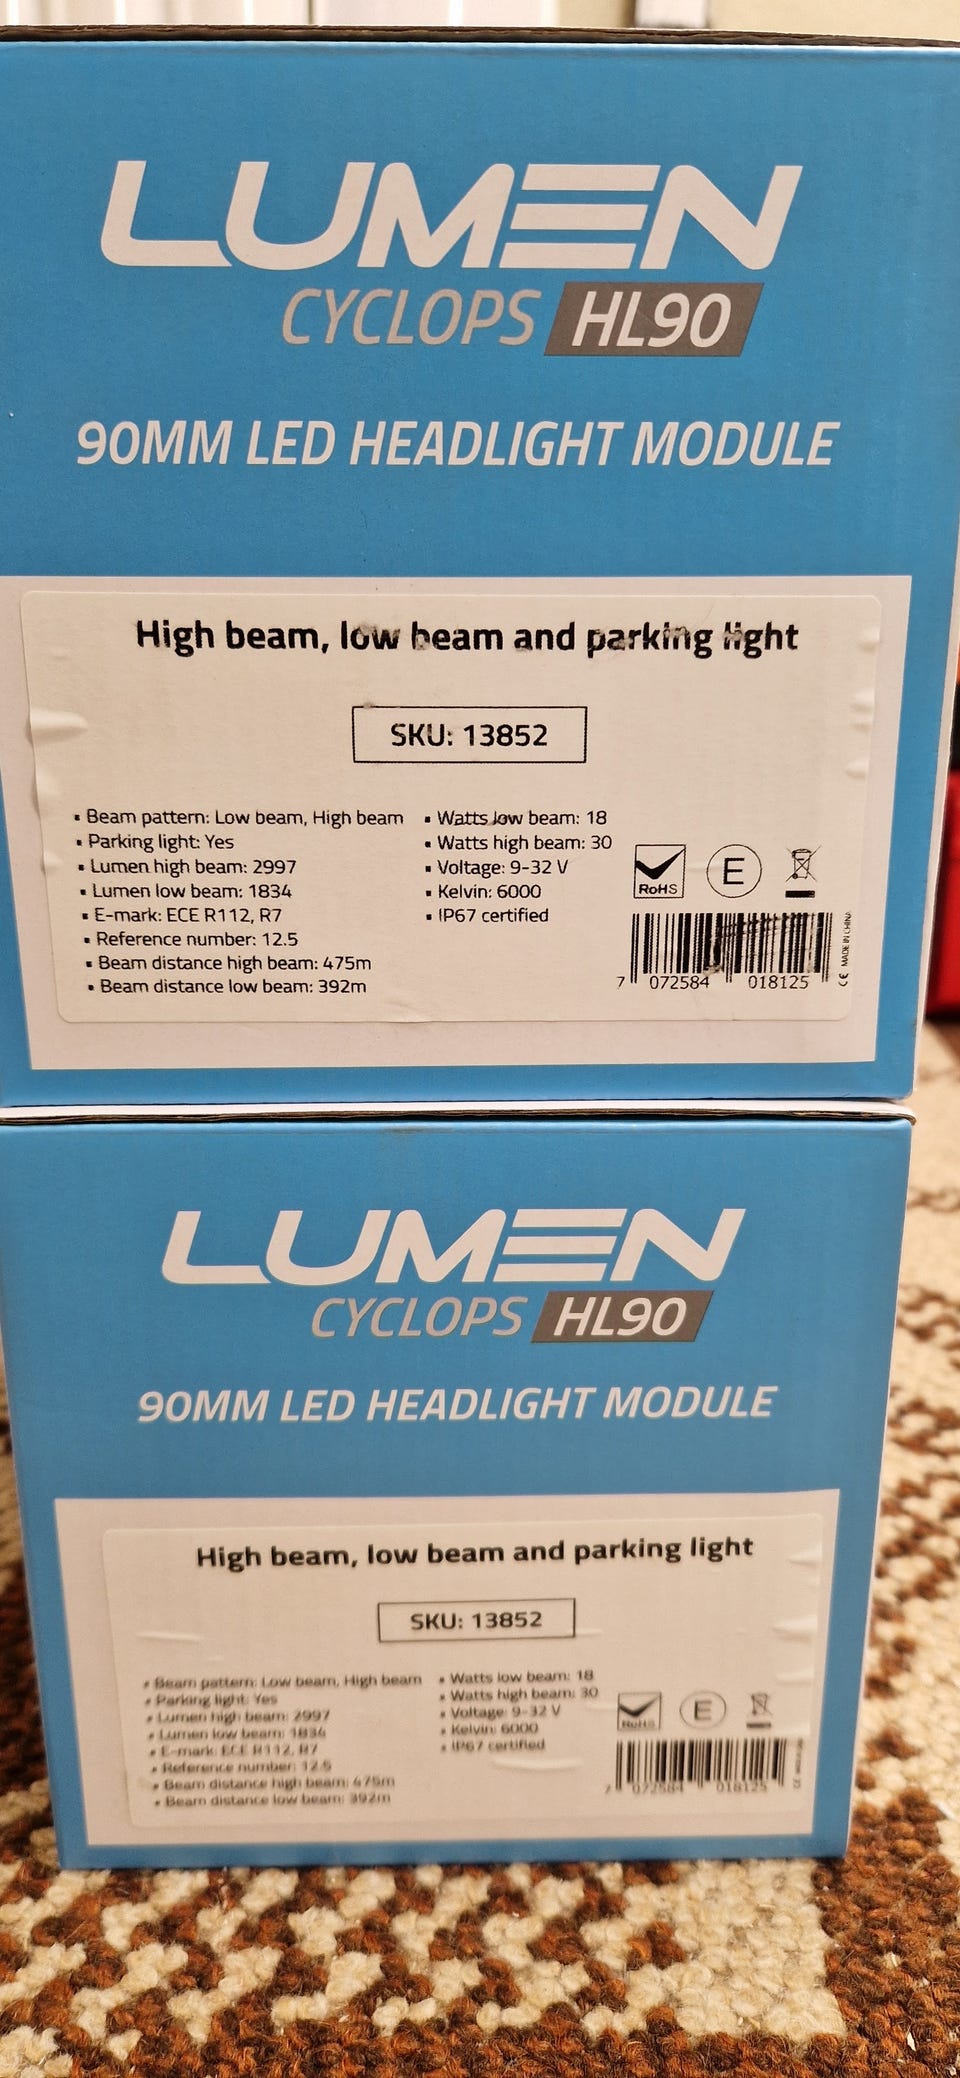 LUMEN
CYCLOPS HL90
90MM LED HEADLIGHT MODULE
High beam, low beam and parking light
SKU: 13852
▪ Beam pattern: Low beam, High beam
▪ Parking light: Yes
▪ Lumen high beam: 2997
▪ Lumen low beam: 1834
▪ E-mark: ECE R112, R7
▪ Reference number: 12.5
▪ Beam distance high beam: 475m
▪ Beam distance low beam: 392m
▪ Watts low beam: 18
▪ Watts high beam: 30
▪ Voltage: 9-32 V
▪ Kelvin: 6000
▪ IP67 certified
RoHS
E
7 072584 018125
CE MADE IN CHINA
LUMEN
CYCLOPS HL90
90MM LED HEADLIGHT MODULE
High beam, low beam and parking light
SKU: 13852
▪ Beam pattern: Low beam, High beam
▪ Parking light: Yes
▪ Lumen high beam: 2997
▪ Lumen low beam: 1834
▪ E-mark: ECE R112, R7
▪ Reference number: 12.5
▪ Beam distance high beam: 475m
▪ Beam distance low beam: 392m
▪ Watts low beam: 18
▪ Watts high beam: 30
▪ Voltage: 9-32 V
▪ Kelvin: 6000
▪ IP67 certified
RoHS
E
7 072584 018125